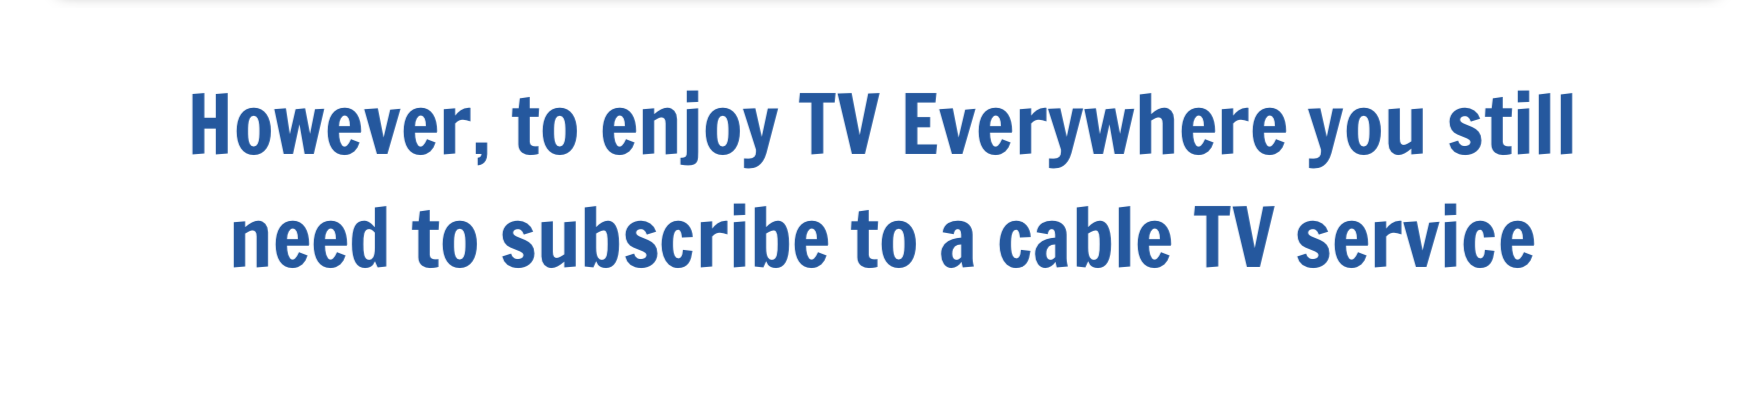 However, to enjoy TV Everywhere you still
need to subscribe to a cable TV service